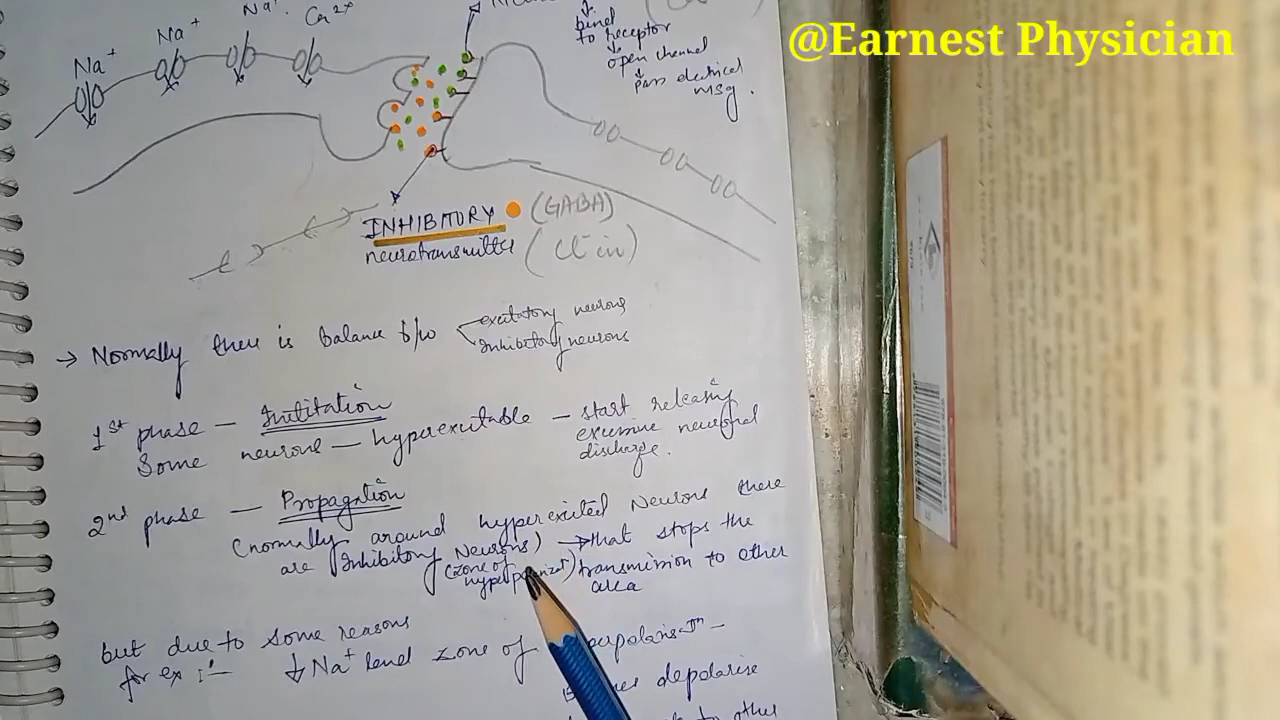 @Earnest Physician
Na+
Na+
Na+
Ca2+
bind
to receptor
open channel
pass electrical
msg.
INHIBITORY (GABA)
neurotransmitter (Cl- in)
→ Normally there is balance b/w excitatory neurons
Inhibitory neurons
1st phase - Initiation
Some neurons - hyperexcitable - start releasing
excessive neuronal
discharge.
2nd phase - Propagation
(normally around hyperexcited Neurons there
are Inhibitory Neurons) → that stops the
(zone of
transmission to other
area
but due to some reasons
for ex :- ↓ Na+ level zone of
depolarise
to other